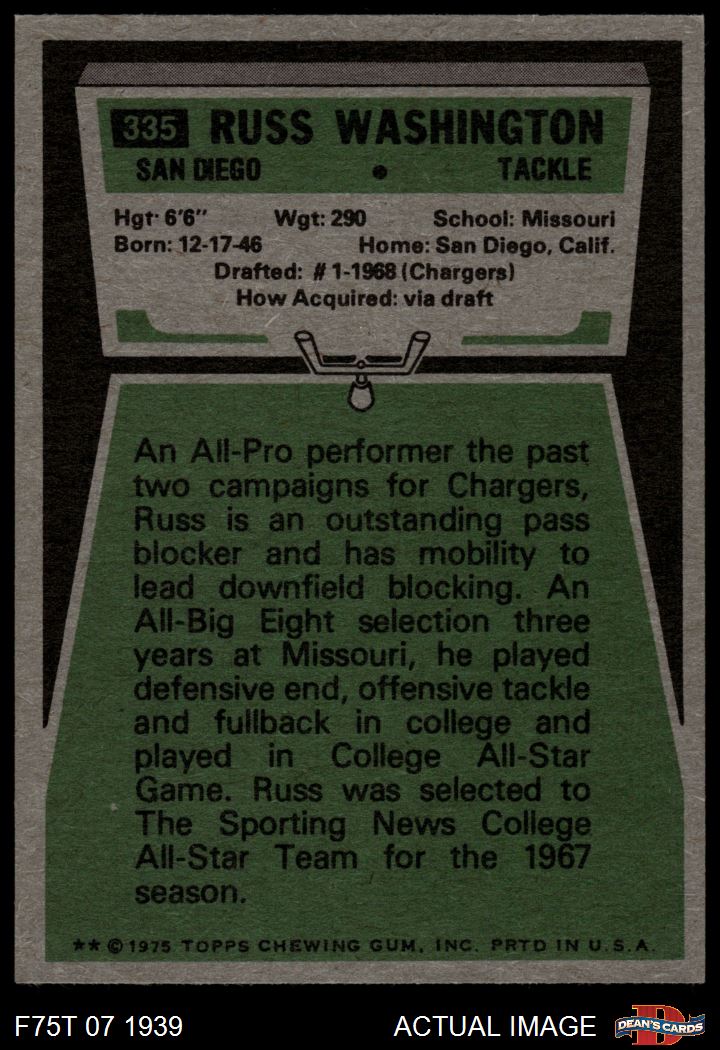 335 RUSS WASHINGTON
SAN DIEGO • TACKLE
Hgt: 6'6" Wgt: 290 School: Missouri
Born: 12-17-46 Home: San Diego, Calif.
Drafted: #1-1968 (Chargers)
How Acquired: via draft
An All-Pro performer the past
two campaigns for Chargers,
Russ is an outstanding pass
blocker and has mobility to
lead downfield blocking. An
All-Big Eight selection three
years at Missouri, he played
defensive end, offensive tackle
and fullback in college and
played in College All-Star
Game. Russ was selected to
The Sporting News College
All-Star Team for the 1967
season.
** © 1975 TOPPS CHEWING GUM, INC. PRTD IN U.S.A.
F75T 07 1939 ACTUAL IMAGE D DEAN'S CARDS